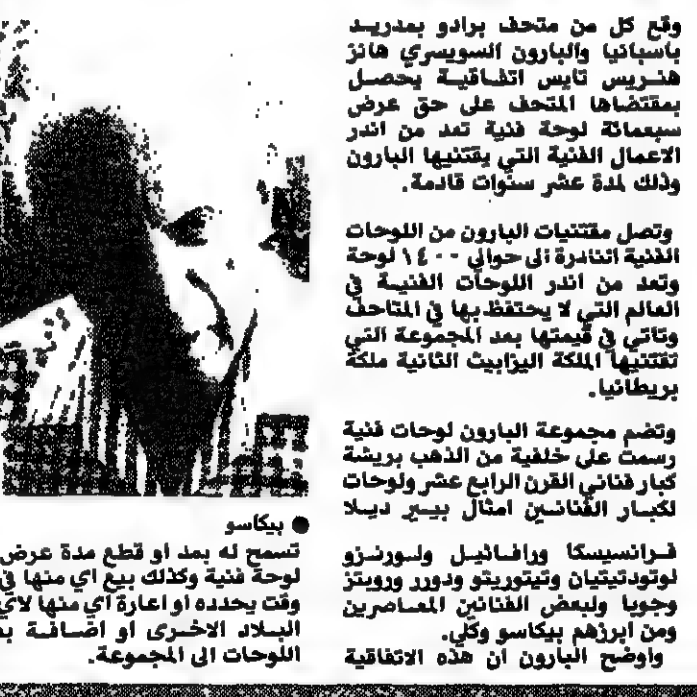 وقع كل من متحف برادو بمدريد
باسبانيا والبارون السويسري هانز
هنريس تايس اتفاقية يحصل
بمقتضاها المتحف على حق عرض
سبعمائة لوحة فنية تعد من اندر
الاعمال الفنية التي يقتنيها البارون
وذلك لمدة عشر سنوات قادمة.
وتصل مقتنيات البارون من اللوحات
الفنية النادرة الى حوالي ١٤٠٠ لوحة
وتعد من اندر اللوحات الفنية في
العالم التي لا يحتفظ بها في المتاحف
وتاتي في قيمتها بعد المجموعة التي
تقتنيها الملكة اليزابيث الثانية ملكة
بريطانيا.
وتضم مجموعة البارون لوحات فنية
رسمت على خلفية من الذهب بريشة
كبار فناني القرن الرابع عشر ولوحات
لكبار الفنانين امثال بيير ديلا
فرانسيسكا ورافائيل ولورنزو
لوتودتيتيان وتيتوريتو ودورر وروبنز
وجويا ولبعض الفنانين المعاصرين
ومن ابرزهم بيكاسو وكلي.
واوضح البارون ان هذه الاتفاقية
● بيكاسو
تسمح له بمد او قطع مدة عرض
لوحة فنية وكذلك بيع اي منها في
وقت يحدده او اعارة اي منها لاي
البلاد الاخرى او اضافة
اللوحات الى المجموعة.